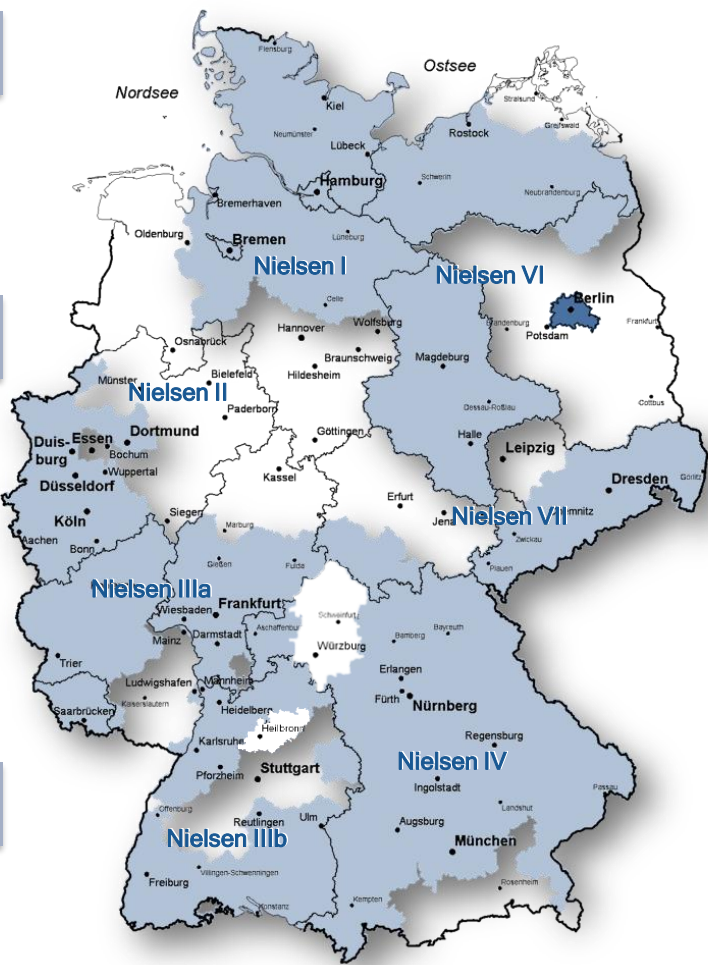 Flensburg
Ostsee
Nordsee
Kiel
Stralsund
Greifswald
Rostock
Neumünster
Lübeck
Schwerin
Hamburg
Neubrandenburg
Bremerhaven
Oldenburg
Bremen
Lüneburg
Nielsen I
Nielsen VI
Celle
Berlin
Wolfsburg
Brandenburg
Potsdam
Frankfurt
Hannover
Osnabrück
Braunschweig
Magdeburg
Hildesheim
Bielefeld
Münster
Nielsen II
Paderborn
Dessau-Roßlau
Cottbus
Göttingen
Halle
Leipzig
Duis-
burg
Essen
Dortmund
Bochum
Wuppertal
Düsseldorf
Kassel
Dresden
Görlitz
Erfurt
Jena
Nielsen VII
emnitz
Köln
Siegen
Marburg
Zwickau
Aachen
Bonn
Gießen
Fulda
Plauen
Nielsen IIIa
Wiesbaden
Frankfurt
Schweinfurt
Mainz
Darmstadt
Aschaffenburg
Würzburg
Bamberg
Bayreuth
Trier
Erlangen
Ludwigshafen
Mannheim
Kaiserslautern
Heidelberg
Fürth
Nürnberg
Saarbrücken
Heilbronn
Karlsruhe
Regensburg
Pforzheim
Stuttgart
Nielsen IV
Ingolstadt
Passau
Offenburg
Reutlingen
Ulm
Landshut
Nielsen IIIb
Augsburg
München
Freiburg
Villingen-Schwenningen
Rosenheim
Konstanz
Kempten